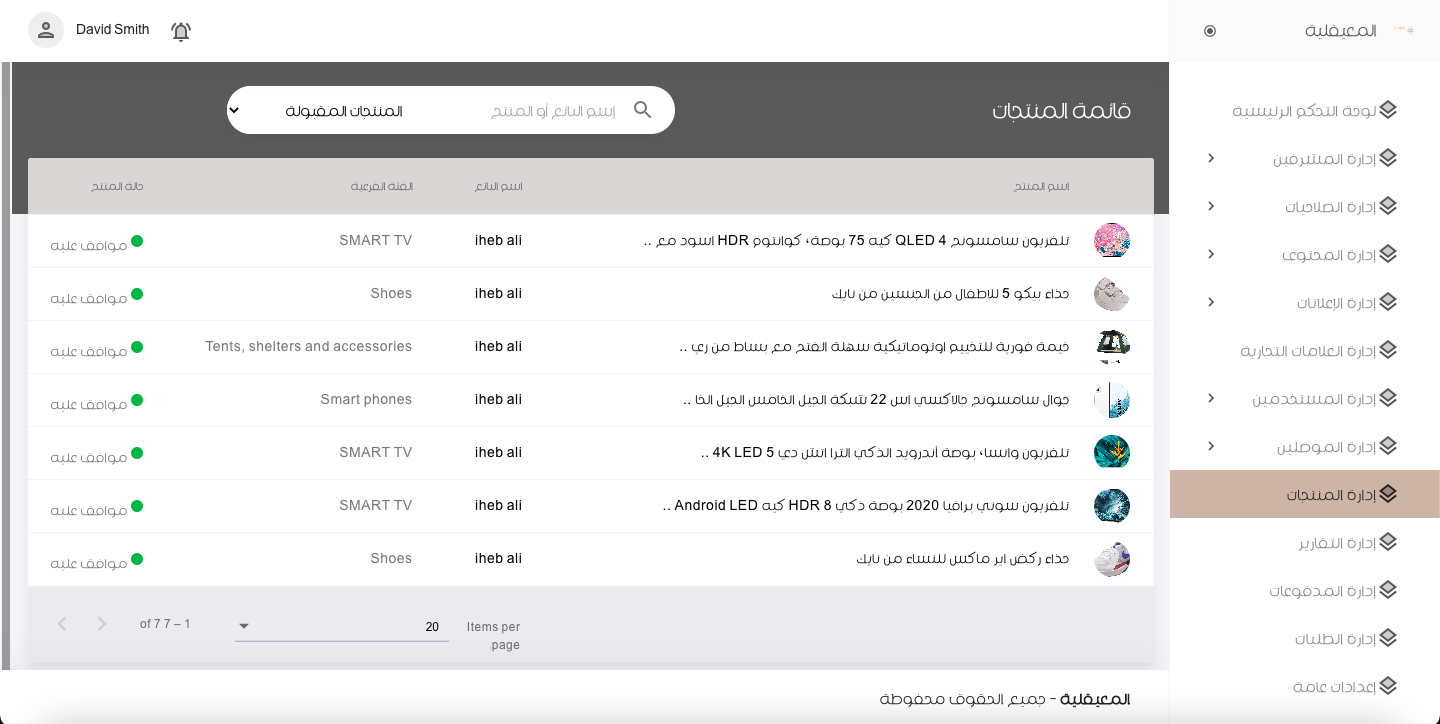 المعيقلية
David Smith
لوحة التحكم الرئيسية
إدارة المشرفين
إدارة الصلاحيات
إدارة المحتوى
إدارة الإعلانات
إدارة العلامات التجارية
إدارة المستخدمين
إدارة الموصلين
إدارة المنتجات
إدارة التقارير
إدارة المدفوعات
إدارة الطلبات
إعدادات عامة
قائمة المنتجات
إسم البائع أو المنتج
المنتجات المقبولة
اسم المنتج اسم البائع الفئة الفرعية حالة المنتج
تلفزيون سامسونج QLED 4 كيه 75 بوصة، كوانتوم HDR اسود مع .. iheb ali SMART TV موافق عليه
حذاء بيكو 5 للاطفال من الجنسين من نايك iheb ali Shoes موافق عليه
خيمة فورية للتخييم اوتوماتيكية سهلة الفتح مع بساط من ري .. iheb ali Tents, shelters and accessories موافق عليه
جوال سامسونج جالاكسي اس 22 شبكة الجيل الخامس الجيل الخا .. iheb ali Smart phones موافق عليه
تلفزيون وانسا، بوصة أندرويد الذكي الترا اتش دي 4K LED 5 .. iheb ali SMART TV موافق عليه
تلفزيون سوني برافيا 2020 بوصة ذكي 8 HDR كيه Android LED .. iheb ali SMART TV موافق عليه
حذاء ركض اير ماكس للنساء من نايك iheb ali Shoes موافق عليه
Items per page
20
of 7 7 – 1
المعيقلية - جميع الحقوق محفوظة